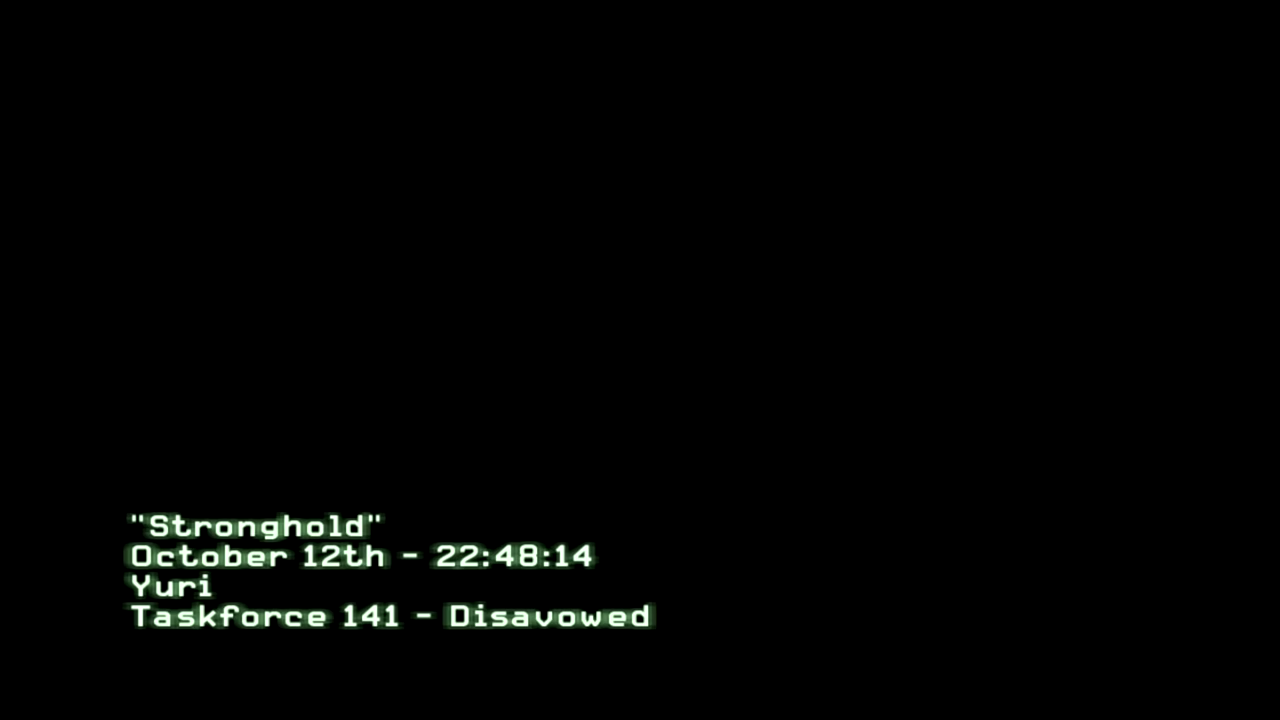 "Stronghold"
October 12th - 22:48:14
Yuri
Taskforce 141 - Disavowed